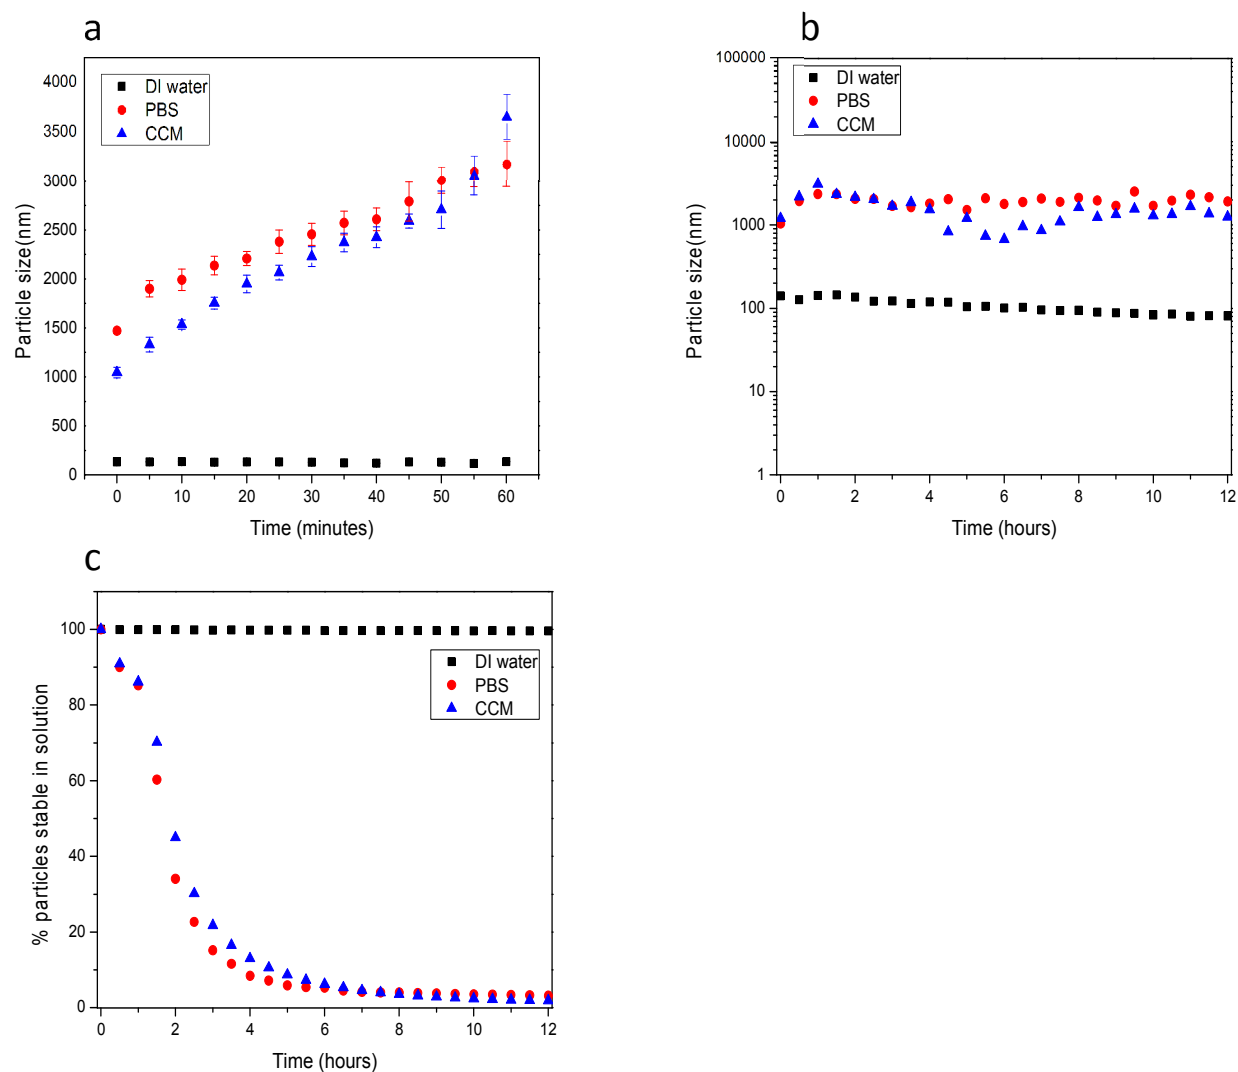 a
DI water
PBS
CCM
4000
3500
3000
2500
2000
1500
1000
500
0
Particle size(nm)
0 10 20 30 40 50 60
Time (minutes)
b
DI water
PBS
CCM
100000
10000
1000
100
10
1
Particle size(nm)
0 2 4 6 8 10 12
Time (hours)
c
DI water
PBS
CCM
100
80
60
40
20
0
% particles stable in solution
0 2 4 6 8 10 12
Time (hours)